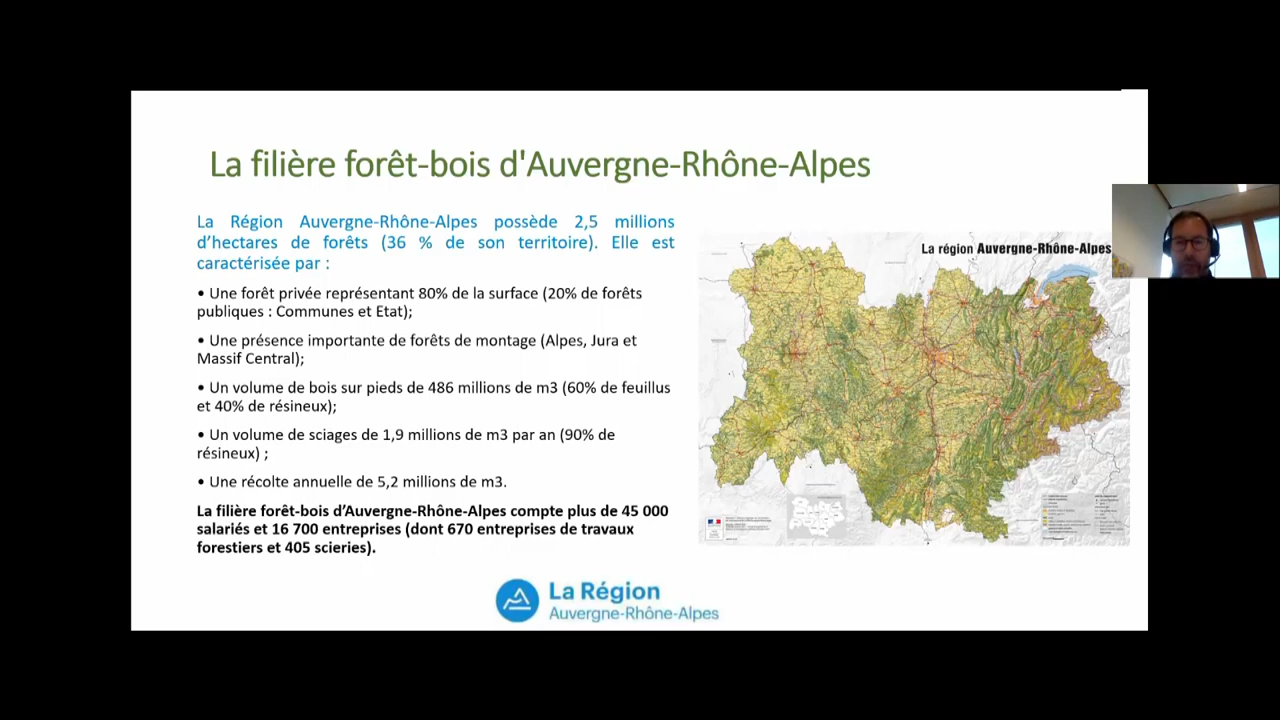 La filière forêt-bois d'Auvergne-Rhône-Alpes
La Région Auvergne-Rhône-Alpes possède 2,5 millions
d’hectares de forêts (36 % de son territoire). Elle est
caractérisée par :
• Une forêt privée représentant 80% de la surface (20% de forêts
publiques : Communes et Etat);
• Une présence importante de forêts de montage (Alpes, Jura et
Massif Central);
• Un volume de bois sur pieds de 486 millions de m3 (60% de feuillus
et 40% de résineux);
• Un volume de sciages de 1,9 millions de m3 par an (90% de
résineux) ;
• Une récolte annuelle de 5,2 millions de m3.
La filière forêt-bois d’Auvergne-Rhône-Alpes compte plus de 45 000
salariés et 16 700 entreprises (dont 670 entreprises de travaux
forestiers et 405 scieries).
La région Auvergne-Rhône-Alpes
La Région
Auvergne-Rhône-Alpes